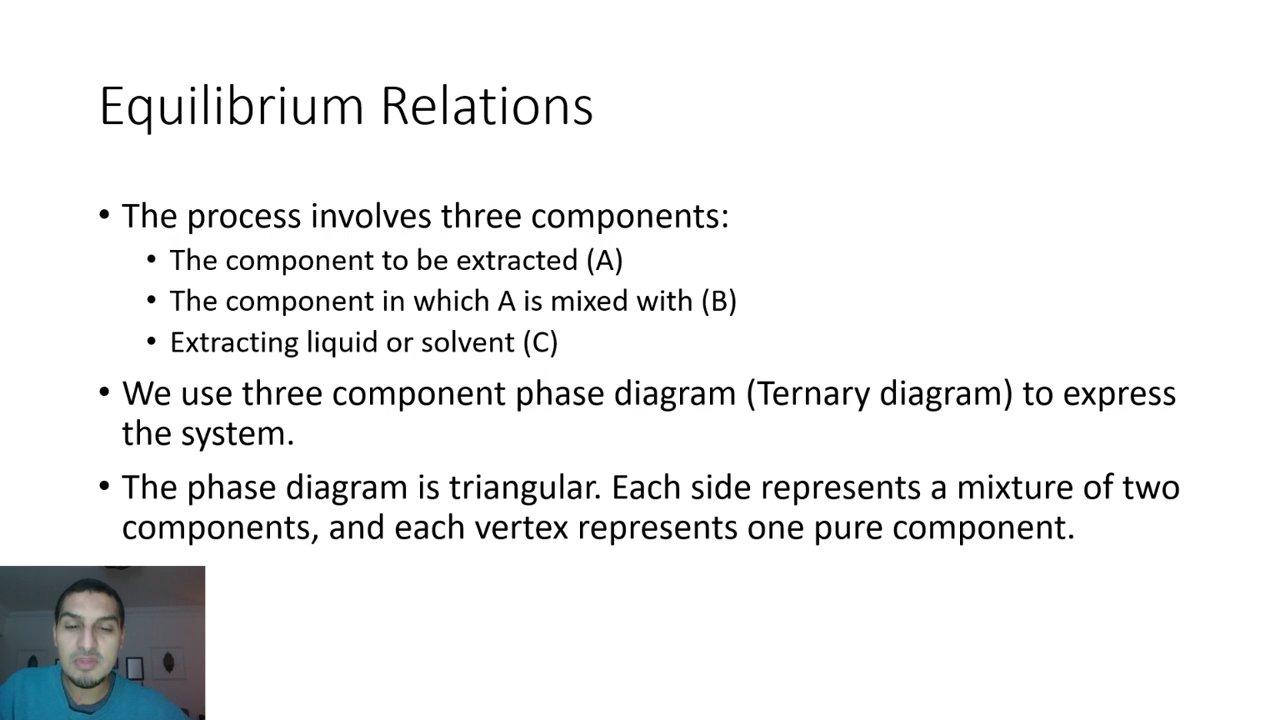 Equilibrium Relations
• The process involves three components:
• The component to be extracted (A)
• The component in which A is mixed with (B)
• Extracting liquid or solvent (C)
• We use three component phase diagram (Ternary diagram) to express
the system.
• The phase diagram is triangular. Each side represents a mixture of two
components, and each vertex represents one pure component.